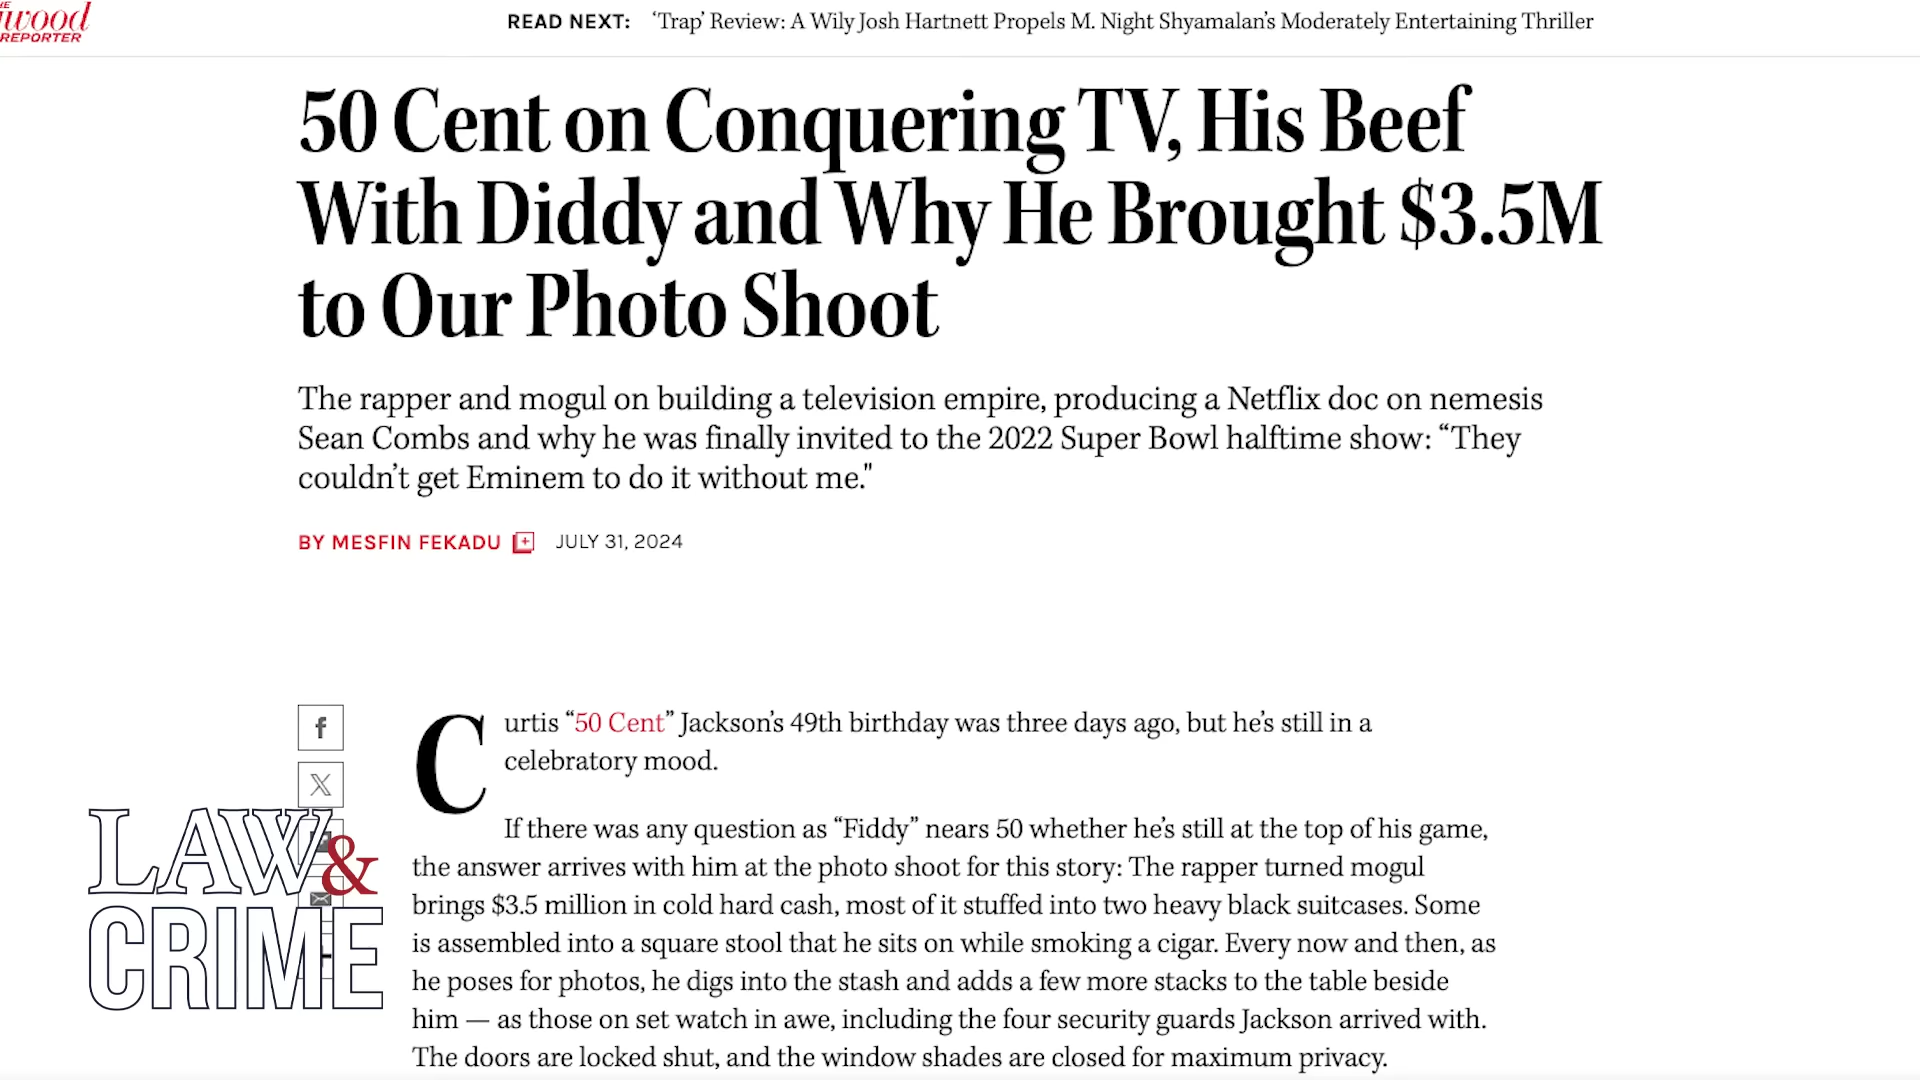 THE
wood
REPORTER
READ NEXT: ‘Trap’ Review: A Wily Josh Hartnett Propels M. Night Shyamalan’s Moderately Entertaining Thriller
50 Cent on Conquering TV, His Beef
With Diddy and Why He Brought $3.5M
to Our Photo Shoot
The rapper and mogul on building a television empire, producing a Netflix doc on nemesis
Sean Combs and why he was finally invited to the 2022 Super Bowl halftime show: “They
couldn’t get Eminem to do it without me."
BY MESFIN FEKADU JULY 31, 2024
Curtis “50 Cent” Jackson’s 49th birthday was three days ago, but he’s still in a
celebratory mood.
If there was any question as “Fiddy” nears 50 whether he’s still at the top of his game,
the answer arrives with him at the photo shoot for this story: The rapper turned mogul
brings $3.5 million in cold hard cash, most of it stuffed into two heavy black suitcases. Some
is assembled into a square stool that he sits on while smoking a cigar. Every now and then, as
he poses for photos, he digs into the stash and adds a few more stacks to the table beside
him — as those on set watch in awe, including the four security guards Jackson arrived with.
The doors are locked shut, and the window shades are closed for maximum privacy.
LAW&
CRIME